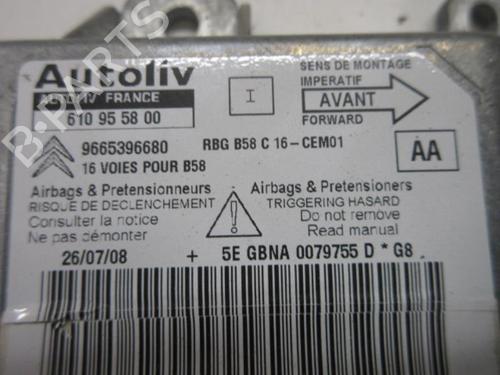 Autoliv
AUTOLIV FRANCE
610 95 58 00
I
SENS DE MONTAGE
IMPERATIF
AVANT
FORWARD
9665396680
RBG B58 C 16-CEM01
16 VOIES POUR B58
AA
Airbags & Pretensionneurs
RISQUE DE DECLENCHEMENT
Consulter la notice
Ne pas démonter
Airbags & Pretensioners
TRIGGERING HASARD
Do not remove
Read manual
26/07/08 + 5E GBNA 0079755 D * G8
B-PARTS